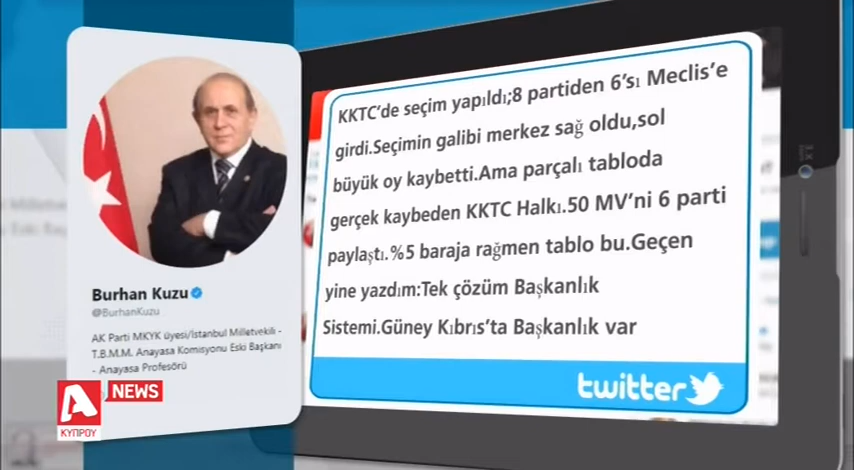 Burhan Kuzu
@BurhanKuzu
AK Parti MKYK üyesi/İstanbul Milletvekili -
T.B.M.M. Anayasa Komisyonu Eski Başkanı
- Anayasa Profesörü
KKTC'de seçim yapıldı;8 partiden 6'sı Meclis'e
girdi.Seçimin galibi merkez sağ oldu,sol
büyük oy kaybetti.Ama parçalı tabloda
gerçek kaybeden KKTC Halkı.50 MV'ni 6 parti
paylaştı.%5 baraja rağmen tablo bu.Geçen
yine yazdım:Tek çözüm Başkanlık
Sistemi.Güney Kıbrıs'ta Başkanlık var
twitter
A NEWS
ΚΥΠΡΟΥ